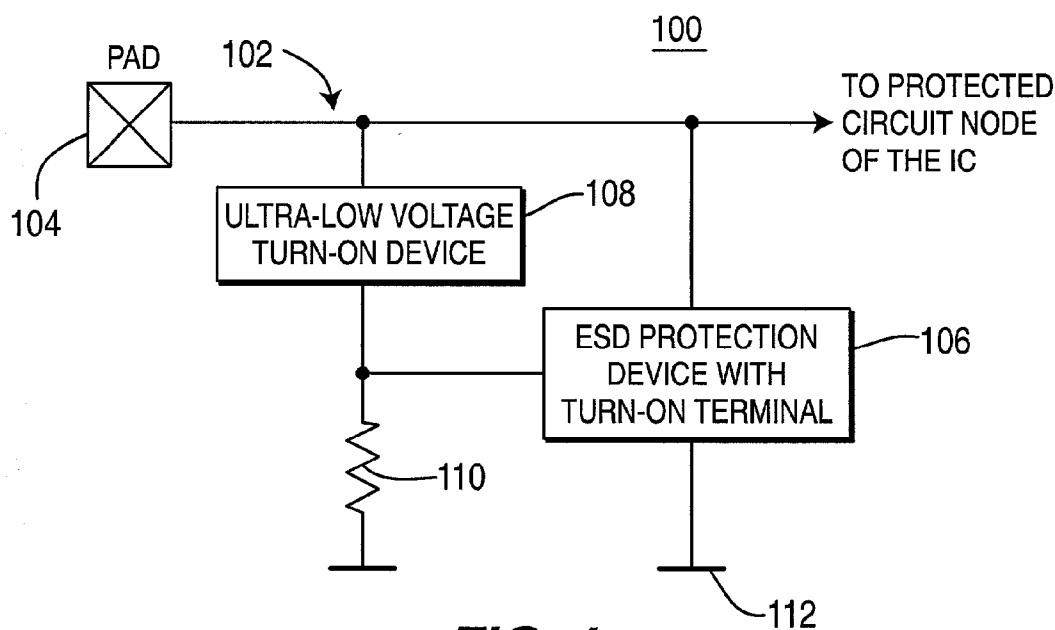 100
PAD
102
TO PROTECTED
CIRCUIT NODE
OF THE IC
104
ULTRA-LOW VOLTAGE
TURN-ON DEVICE
108
ESD PROTECTION
DEVICE WITH
TURN-ON TERMINAL
106
110
112